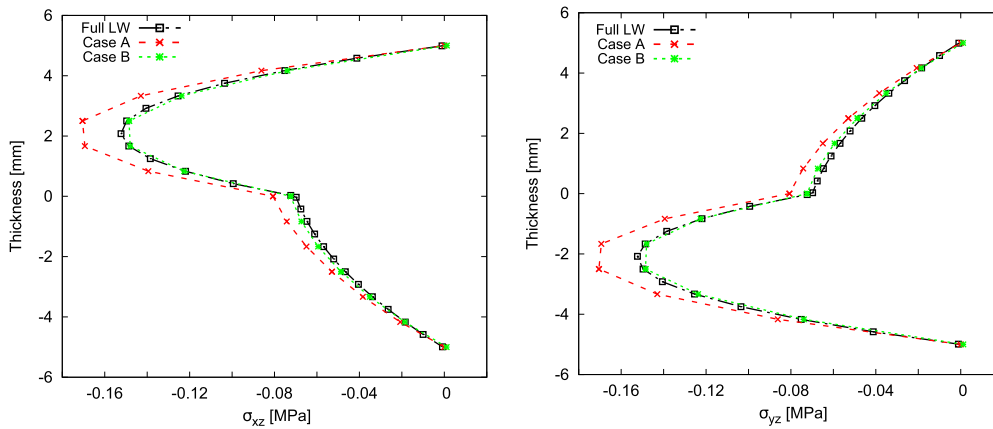 Full LW
Case A
Case B
Thickness [mm]
6
4
2
0
-2
-4
-6
-0.16
-0.12
-0.08
-0.04
0
σxz [MPa]
Full LW
Case A
Case B
Thickness [mm]
6
4
2
0
-2
-4
-6
-0.16
-0.12
-0.08
-0.04
0
σyz [MPa]